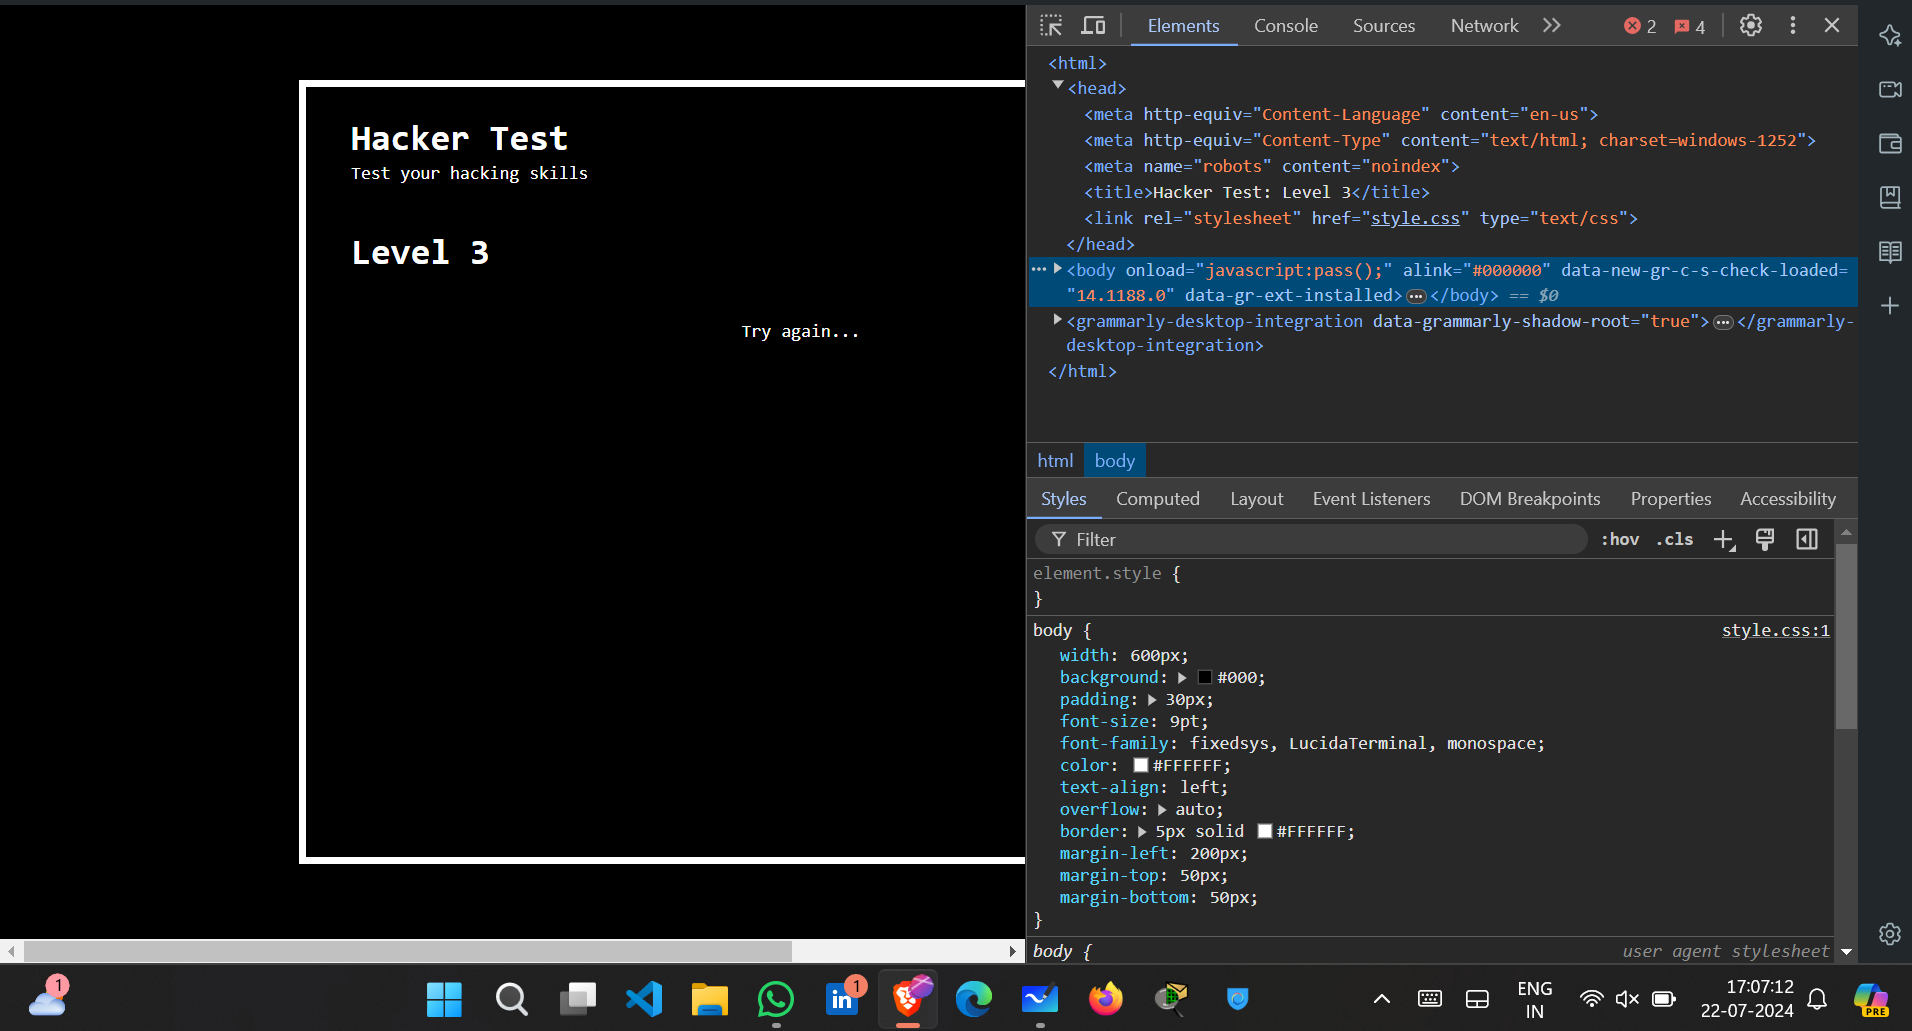 Hacker Test
Test your hacking skills
Level 3
Try again...
Elements Console Sources Network 2 4
<html>
<head>
<meta http-equiv="Content-Language" content="en-us">
<meta http-equiv="Content-Type" content="text/html; charset=windows-1252">
<meta name="robots" content="noindex">
<title>Hacker Test: Level 3</title>
<link rel="stylesheet" href="style.css" type="text/css">
</head>
<body onload="javascript:pass();" alink="#000000" data-new-gr-c-s-check-loaded=
"14.1188.0" data-gr-ext-installed>…</body> == $0
<grammarly-desktop-integration data-grammarly-shadow-root="true">…</grammarly-
desktop-integration>
</html>
html body
Styles Computed Layout Event Listeners DOM Breakpoints Properties Accessibility
Filter :hov .cls
element.style {
}
body { style.css:1
width: 600px;
background: #000;
padding: 30px;
font-size: 9pt;
font-family: fixedsys, LucidaTerminal, monospace;
color: #FFFFFF;
text-align: left;
overflow: auto;
border: 5px solid #FFFFFF;
margin-left: 200px;
margin-top: 50px;
margin-bottom: 50px;
}
body { user agent stylesheet
1
in 1
ENG
IN
17:07:12
22-07-2024
PRE